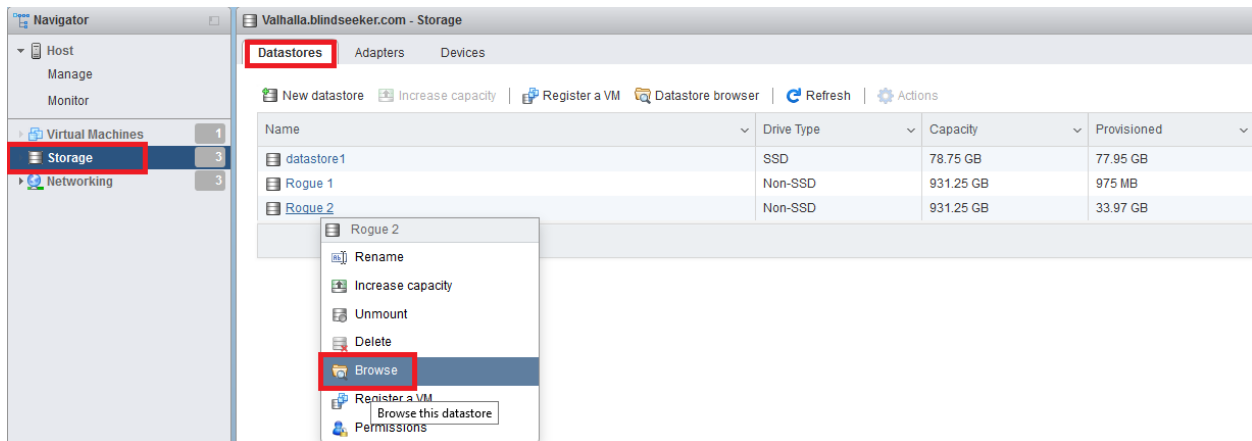 Navigator
Host
Manage
Monitor
Virtual Machines 1
Storage 3
Networking 3
Valhalla.blindseeker.com - Storage
Datastores Adapters Devices
New datastore Increase capacity Register a VM Datastore browser Refresh Actions
Name Drive Type Capacity Provisioned
datastore1 SSD 78.75 GB 77.95 GB
Rogue 1 Non-SSD 931.25 GB 975 MB
Rogue 2 Non-SSD 931.25 GB 33.97 GB
Rogue 2
Rename
Increase capacity
Unmount
Delete
Browse
Register a VM
Browse this datastore
Permissions